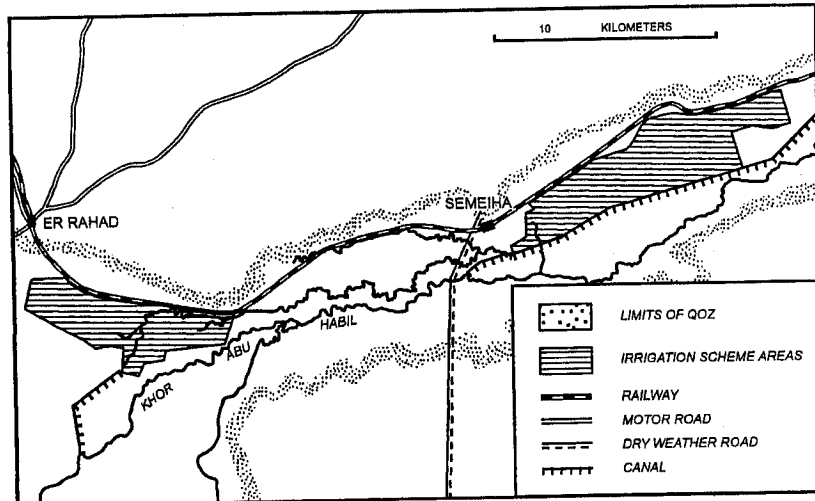 10 KILOMETERS
SEMEIHA
ER RAHAD
KHOR ABU HABIL
LIMITS OF QOZ
IRRIGATION SCHEME AREAS
RAILWAY
MOTOR ROAD
DRY WEATHER ROAD
CANAL